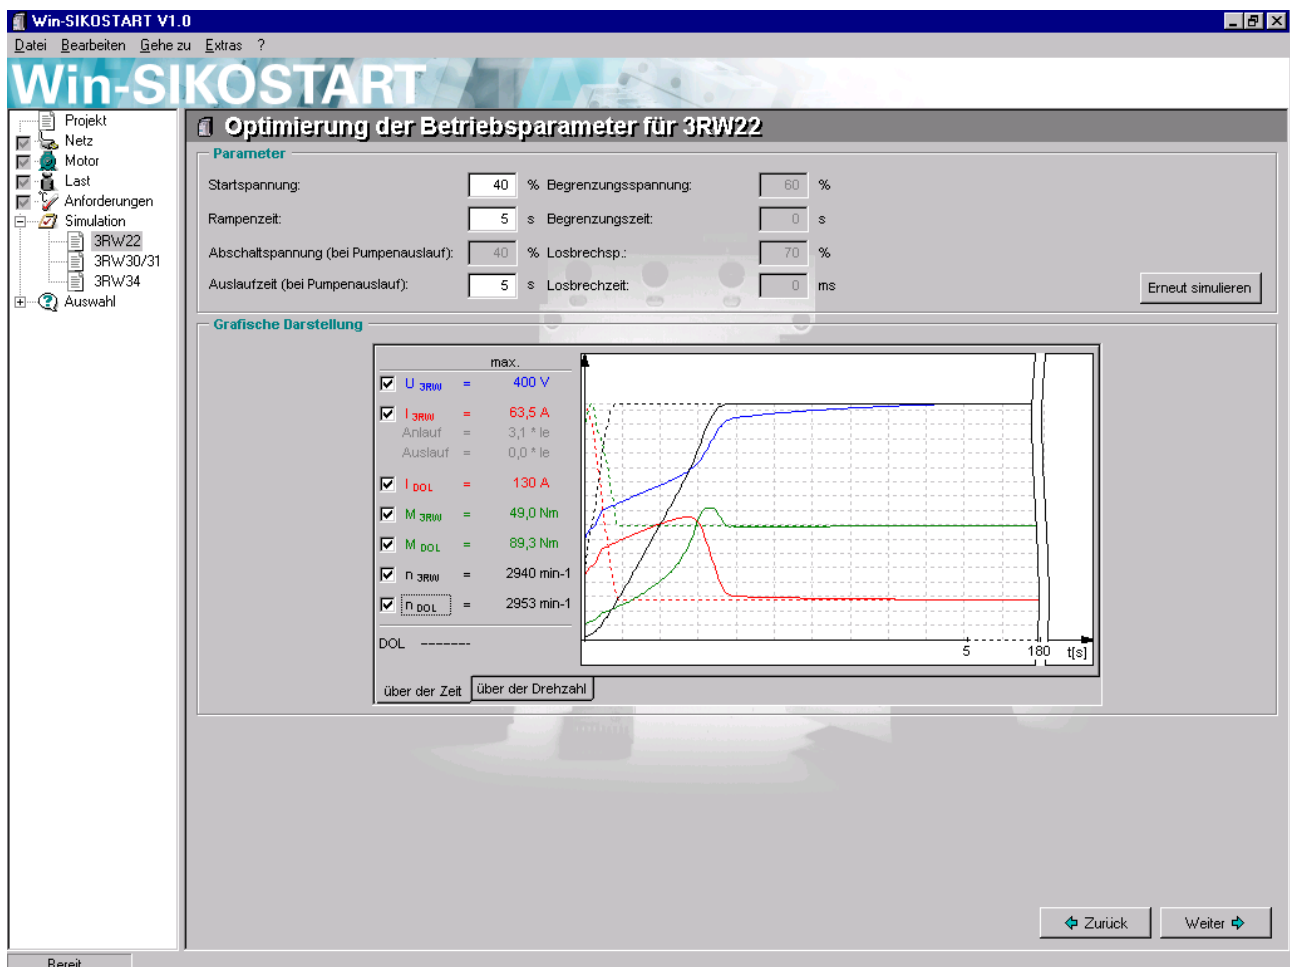 Win-SIKOSTART V1.0
Datei Bearbeiten Gehe zu Extras ?
Win-SIKOSTART
Projekt
Netz
Motor
Last
Anforderungen
Simulation
3RW22
3RW30/31
3RW34
Auswahl
Optimierung der Betriebsparameter für 3RW22
Parameter
Startspannung: 40 % Begrenzungsspannung: 60 %
Rampenzeit: 5 s Begrenzungszeit: 0 s
Abschaltspannung (bei Pumpenauslauf): 40 % Losbrechsp.: 70 %
Auslaufzeit (bei Pumpenauslauf): 5 s Losbrechzeit: 0 ms
Erneut simulieren
Grafische Darstellung
max.
U 3RW = 400 V
I 3RW = 63,5 A
Anlauf = 3,1 * Ie
Auslauf = 0,0 * Ie
I DOL = 130 A
M 3RW = 49,0 Nm
M DOL = 89,3 Nm
n 3RW = 2940 min-1
n DOL = 2953 min-1
DOL -------
5 180 t[s]
über der Zeit über der Drehzahl
Zurück Weiter
Bereit